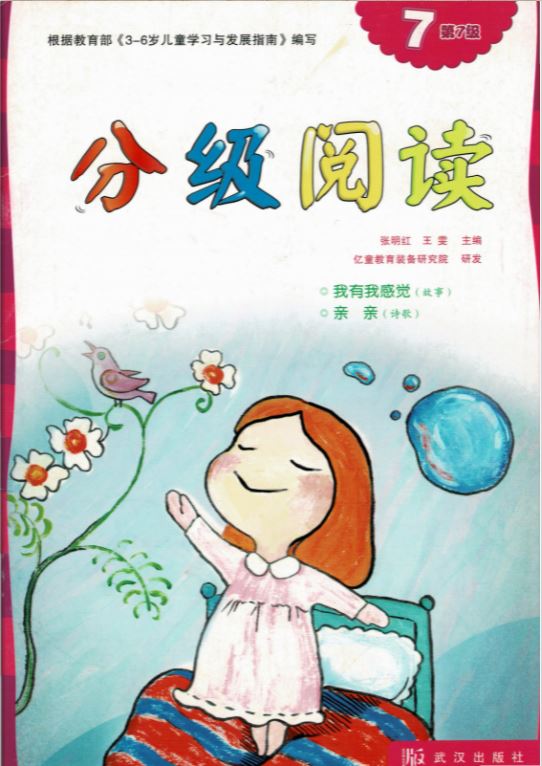 根据教育部《3-6岁儿童学习与发展指南》编写
7 第7级
分级阅读
张明红 王雯 主编
亿童教育装备研究院 研发
我有我感觉（故事）
亲亲（诗歌）
版 武汉出版社